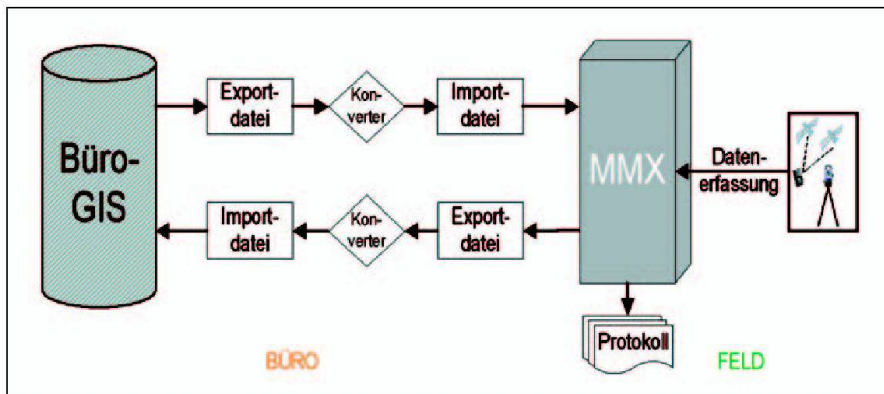 Büro-
GIS
Export-
datei
Kon-
verter
Import-
datei
MMX
Daten-
erfassung
Import-
datei
Kon-
verter
Export-
datei
Protokoll
BÜRO
FELD